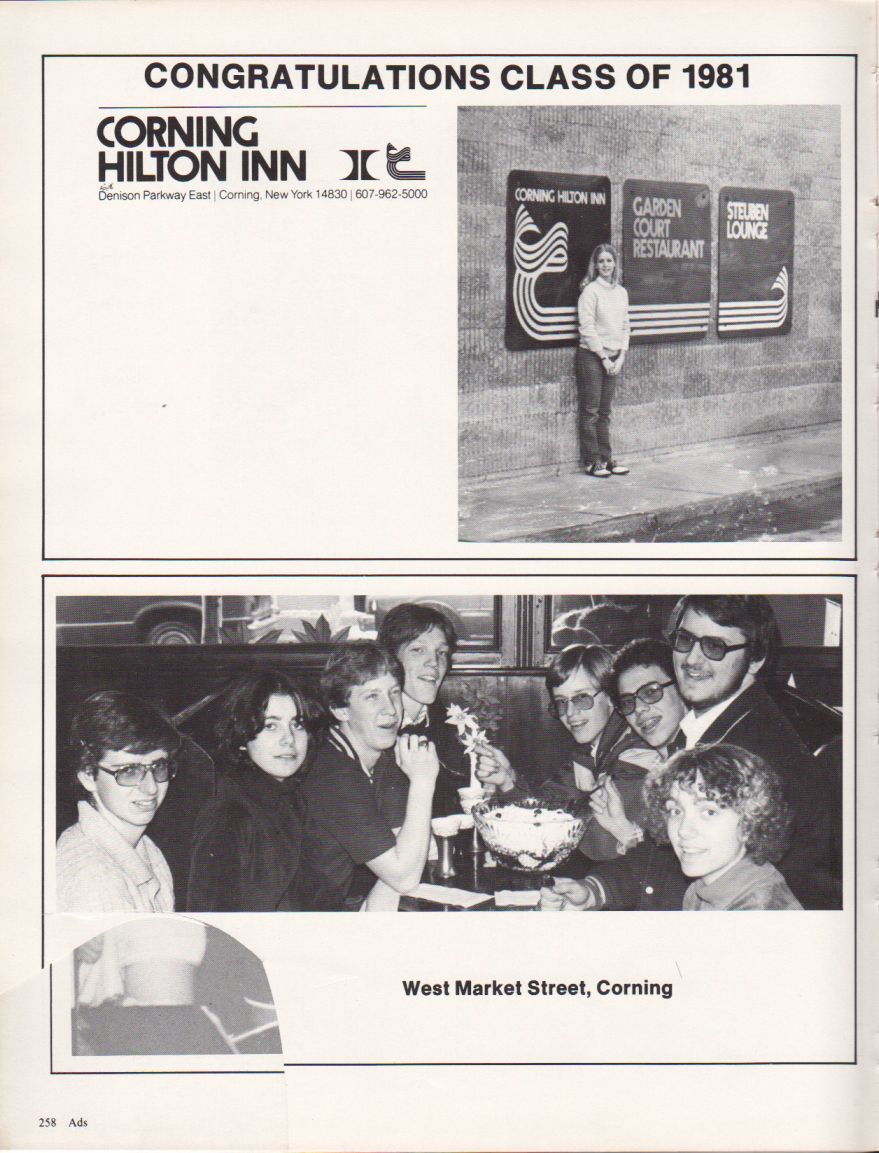 CONGRATULATIONS CLASS OF 1981
CORNING
HILTON INN
Denison Parkway East | Corning, New York 14830 | 607-962-5000
CORNING HILTON INN
GARDEN
COURT
RESTAURANT
STEUBEN
LOUNGE
West Market Street, Corning
258 Ads